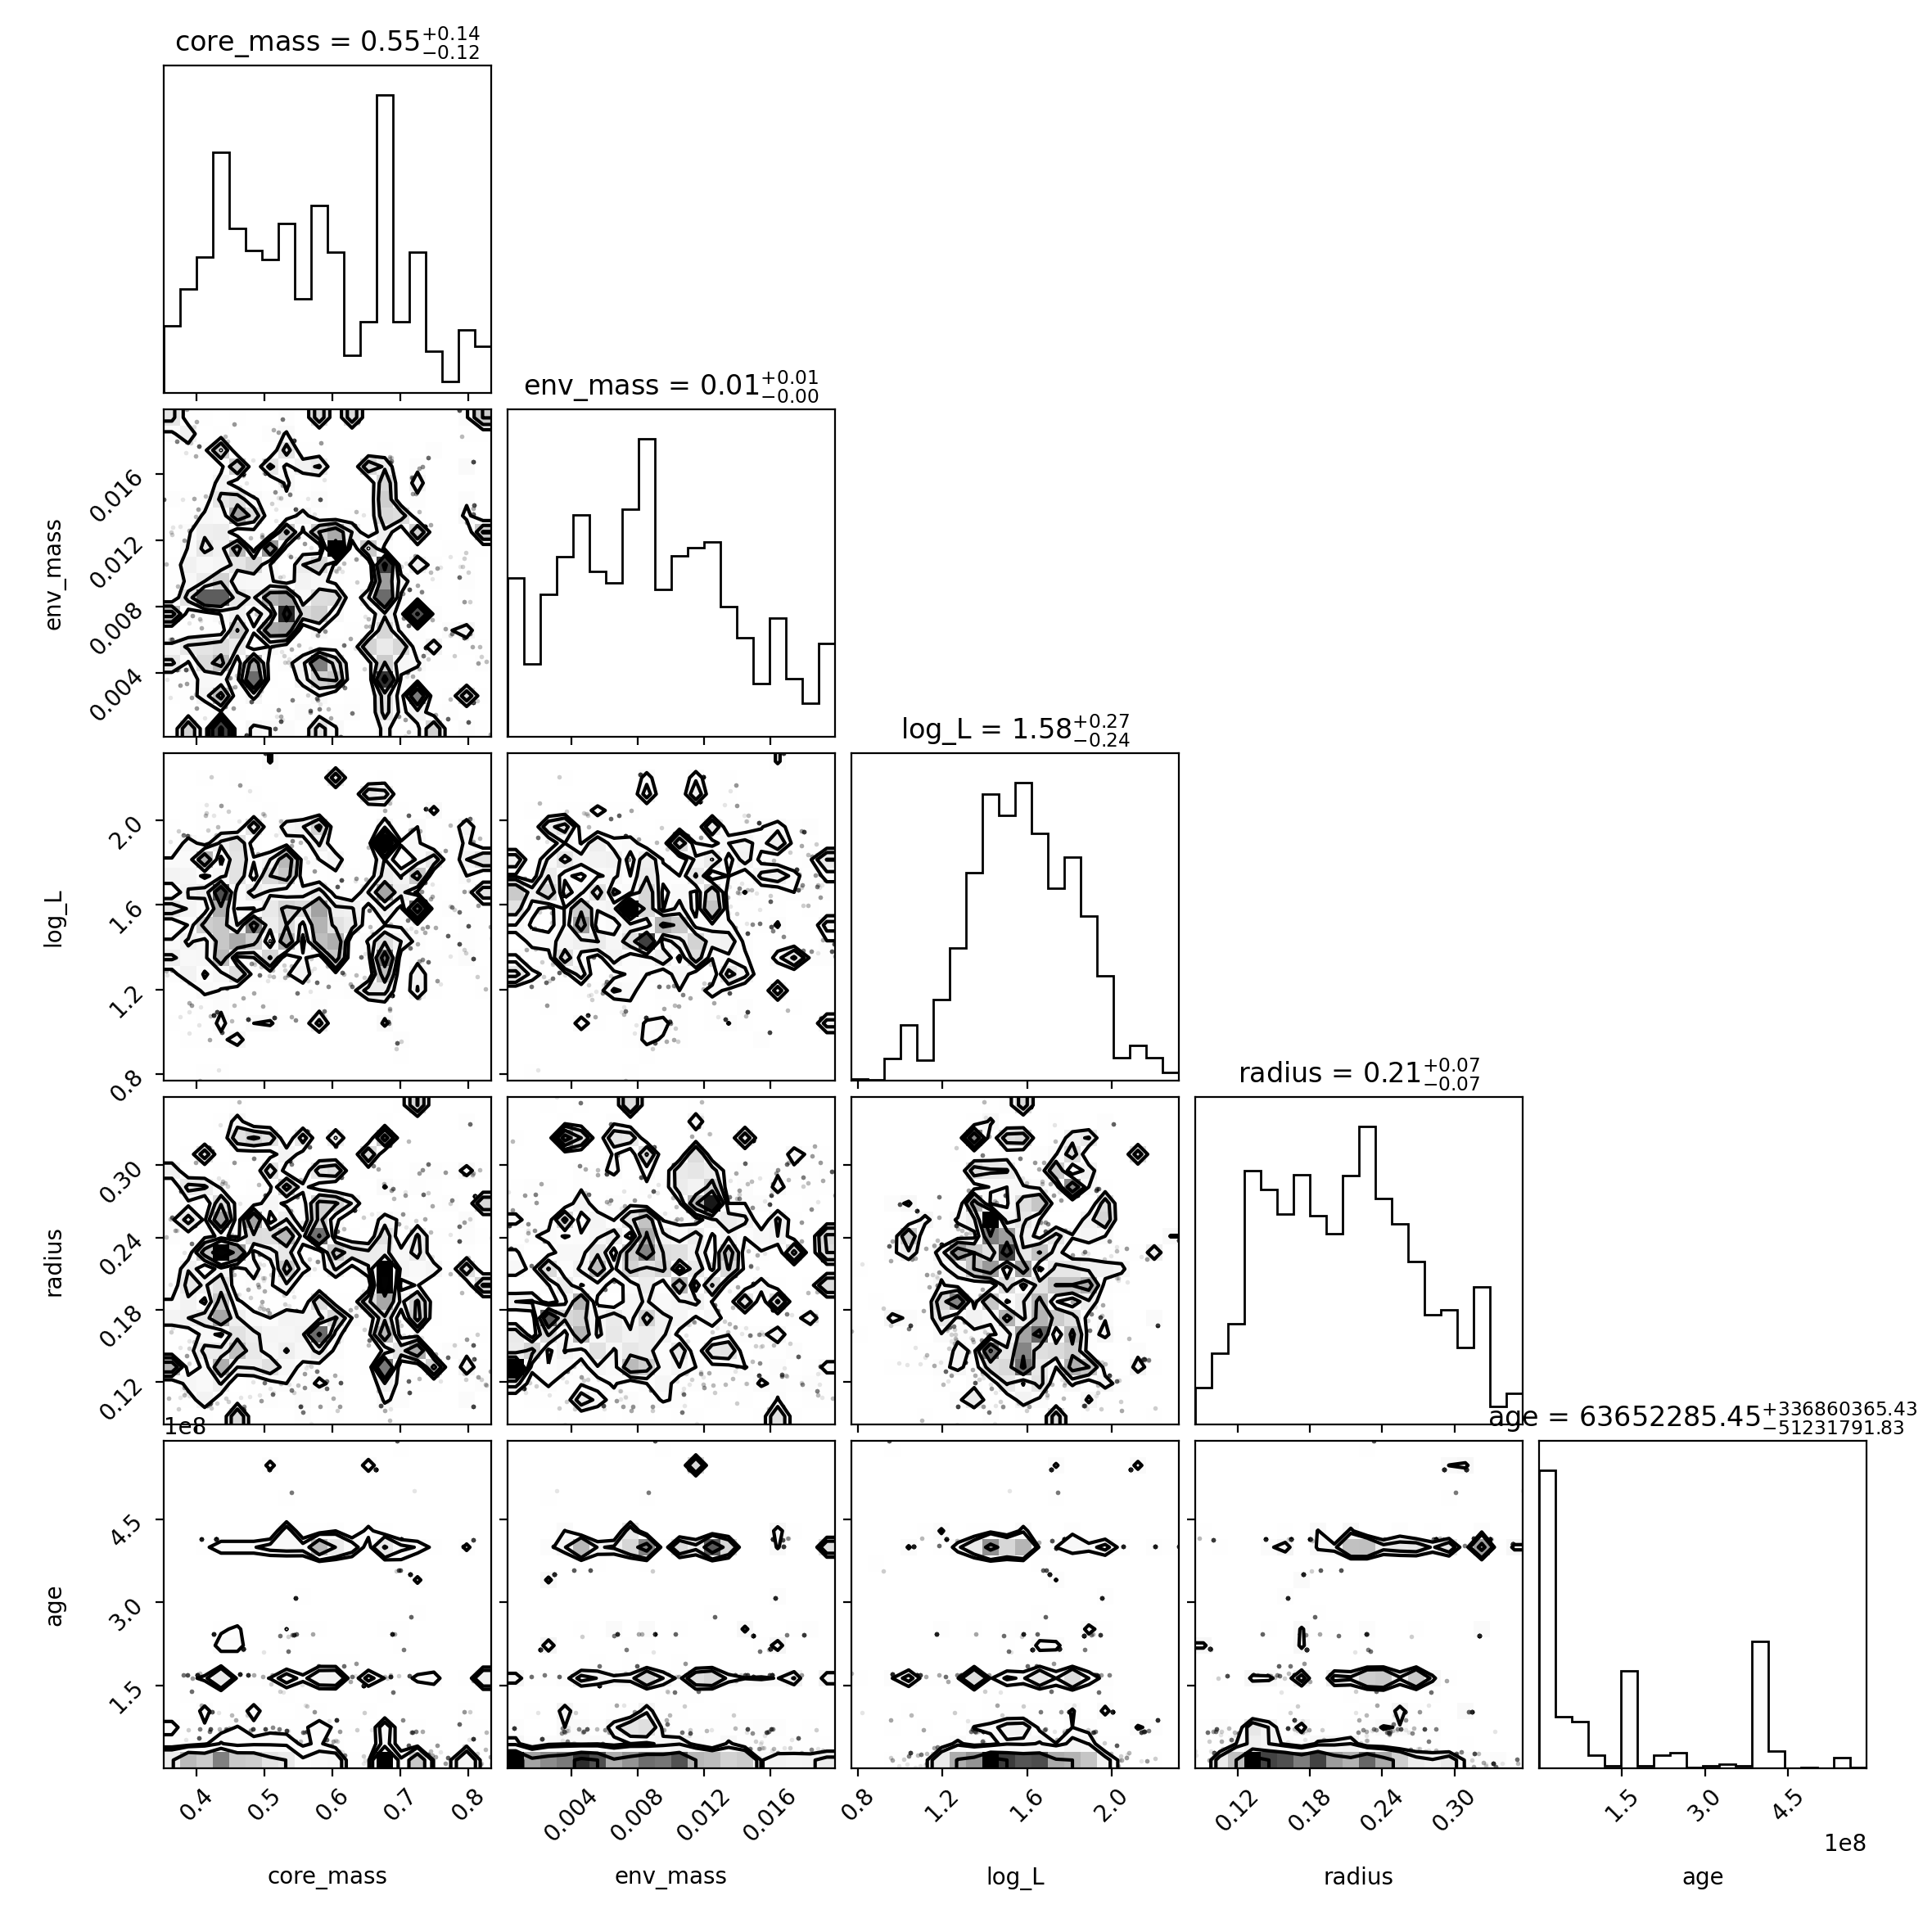 core_mass = 0.55+0.14−0.12
env_mass = 0.01+0.01−0.00
0.016
0.012
0.008
0.004
env_mass
log_L = 1.58+0.27−0.24
2.0
1.6
1.2
0.8
log_L
radius = 0.21+0.07−0.07
0.30
0.24
0.18
0.12
radius
1e8
age = 63652285.45+336860365.43−51231791.83
4.5
3.0
1.5
age
0.4 0.5 0.6 0.7 0.8
0.004 0.008 0.012 0.016
0.8 1.2 1.6 2.0
0.12 0.18 0.24 0.30
1.5 3.0 4.5
1e8
core_mass env_mass log_L radius age